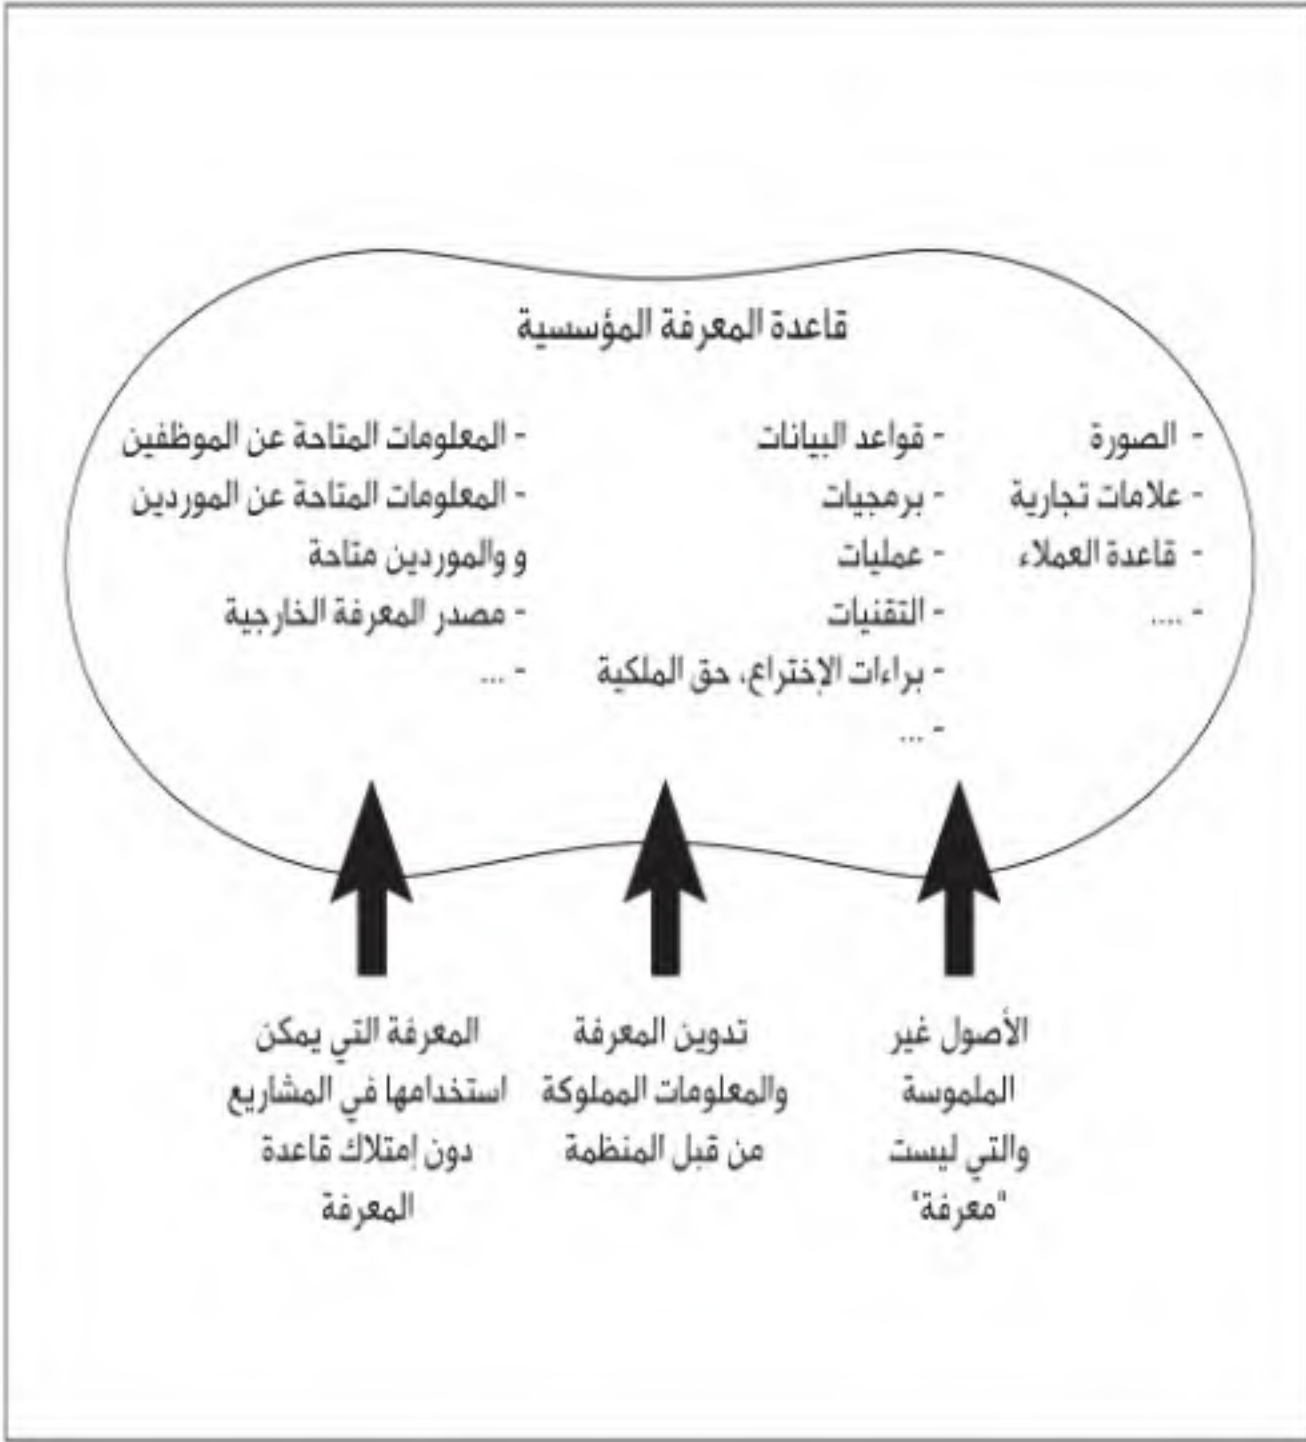 قاعدة المعرفة المؤسسية
- الصورة
- علامات تجارية
- قاعدة العملاء
- ....
- قواعد البيانات
- برمجيات
- عمليات
- التقنيات
- براءات الإختراع، حق الملكية
- ...
- المعلومات المتاحة عن الموظفين
- المعلومات المتاحة عن الموردين
و والموردين متاحة
- مصدر المعرفة الخارجية
- ...
الأصول غير
الملموسة
والتي ليست
"معرفة"
تدوين المعرفة
والمعلومات المملوكة
من قبل المنظمة
المعرفة التي يمكن
استخدامها في المشاريع
دون إمتلاك قاعدة
المعرفة